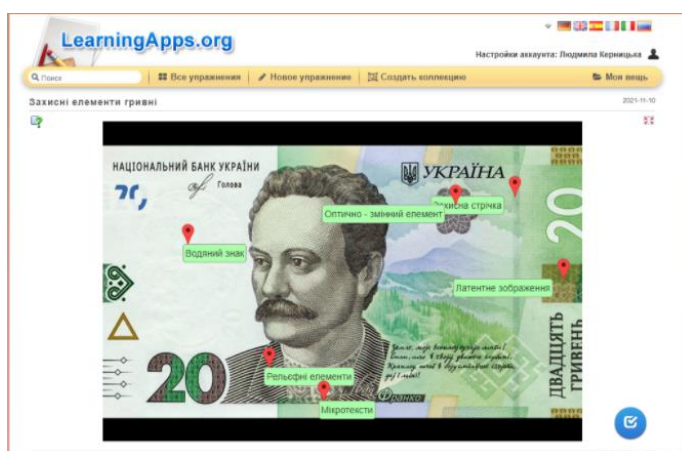 LearningApps.org
Настройки аккаунта: Людмила Керницька
Поиск
Все упражнения
Новое упражнение
Создать коллекцию
Мои вещь
Захисні елементи гривні
2021-11-10
НАЦІОНАЛЬНИЙ БАНК УКРАЇНИ
Голова
УКРАЇНА
Захисна стрічка
Оптично - змінний елемент
20
Водяний знак
Латентне зображення
Рельєфні елементи
20
Мікротексти
Франко
ДВАДЦЯТЬ
ГРИВЕНЬ